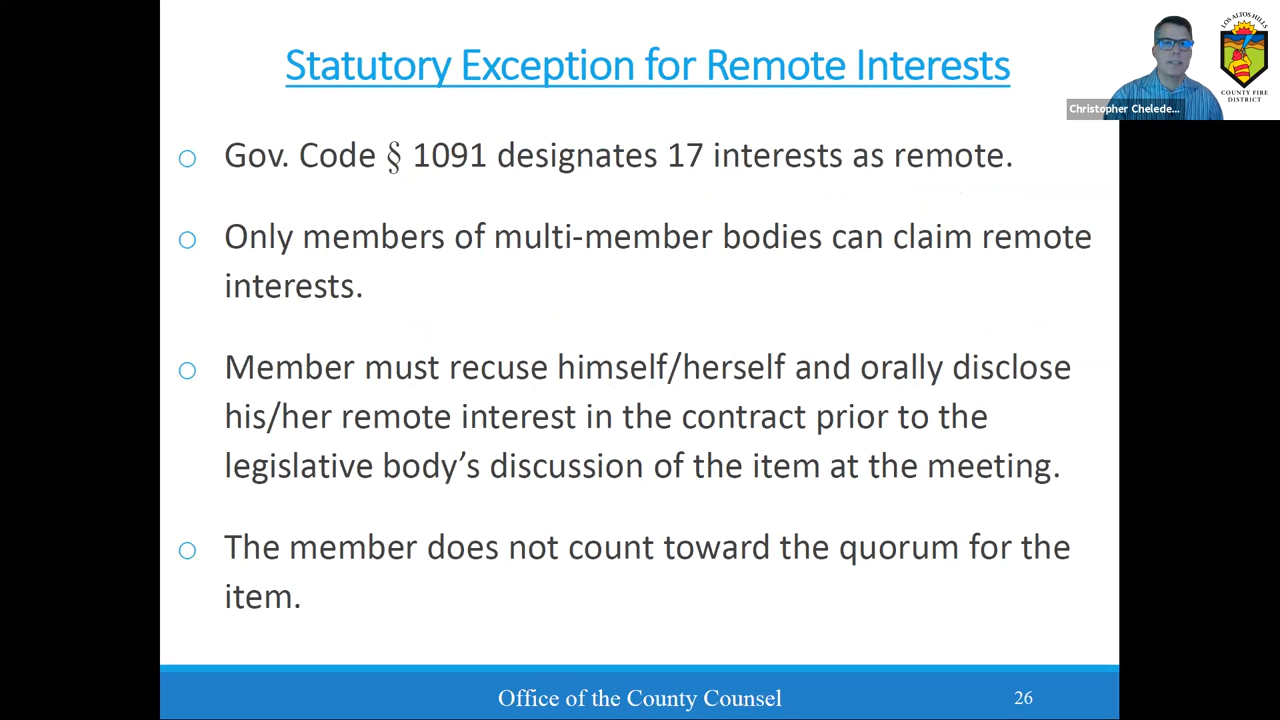 Statutory Exception for Remote Interests
LOS ALTOS HILLS
COUNTY FIRE
DISTRICT
Christopher Chelede...
○ Gov. Code § 1091 designates 17 interests as remote.
○ Only members of multi-member bodies can claim remote
interests.
○ Member must recuse himself/herself and orally disclose
his/her remote interest in the contract prior to the
legislative body’s discussion of the item at the meeting.
○ The member does not count toward the quorum for the
item.
Office of the County Counsel
26